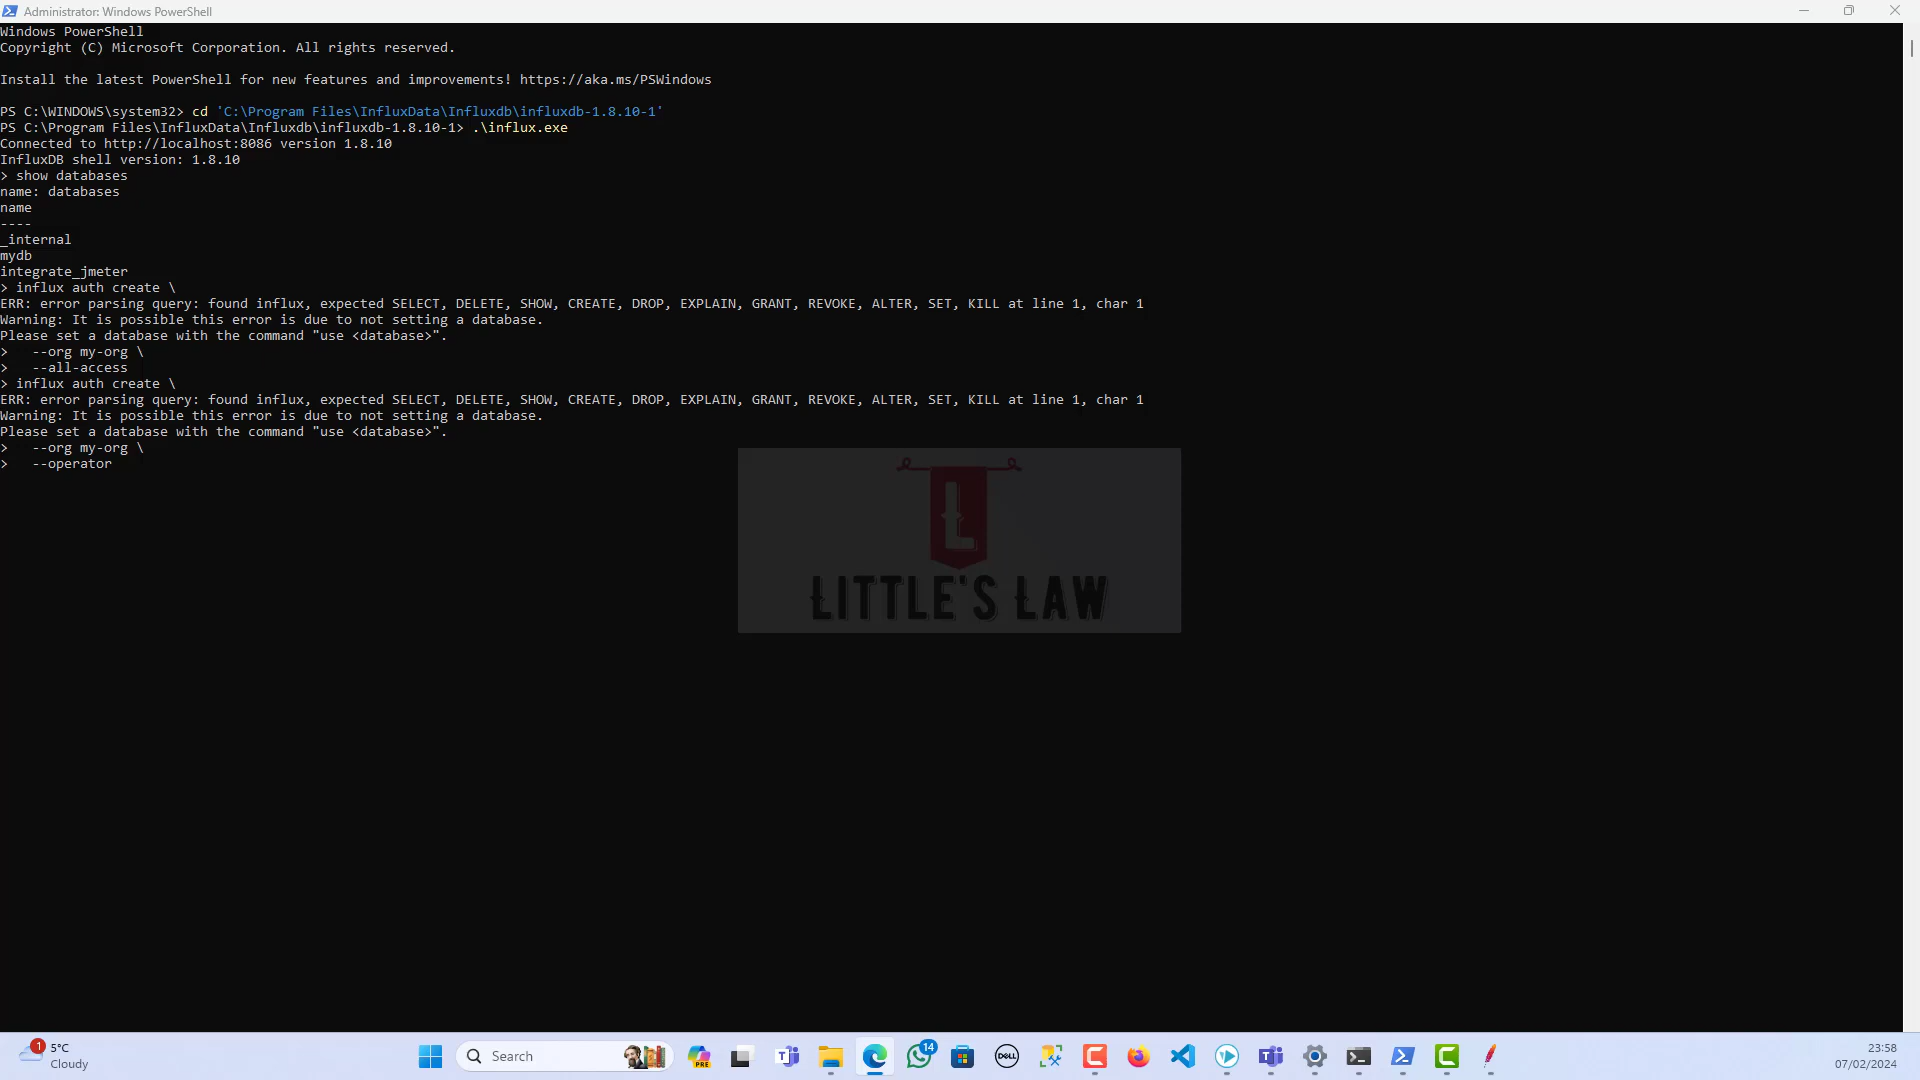 Administrator: Windows PowerShell
Windows PowerShell
Copyright (C) Microsoft Corporation. All rights reserved.
Install the latest PowerShell for new features and improvements! https://aka.ms/PSWindows
PS C:\WINDOWS\system32> cd 'C:\Program Files\InfluxData\Influxdb\influxdb-1.8.10-1'
PS C:\Program Files\InfluxData\Influxdb\influxdb-1.8.10-1> .\influx.exe
Connected to http://localhost:8086 version 1.8.10
InfluxDB shell version: 1.8.10
> show databases
name: databases
name
----
_internal
mydb
integrate_jmeter
> influx auth create \
ERR: error parsing query: found influx, expected SELECT, DELETE, SHOW, CREATE, DROP, EXPLAIN, GRANT, REVOKE, ALTER, SET, KILL at line 1, char 1
Warning: It is possible this error is due to not setting a database.
Please set a database with the command "use <database>".
>   --org my-org \
>   --all-access
> influx auth create \
ERR: error parsing query: found influx, expected SELECT, DELETE, SHOW, CREATE, DROP, EXPLAIN, GRANT, REVOKE, ALTER, SET, KILL at line 1, char 1
Warning: It is possible this error is due to not setting a database.
Please set a database with the command "use <database>".
>   --org my-org \
>   --operator
L
LITTLE'S LAW
1
5°C
Cloudy
Search
PRE
14
DELL
23:58
07/02/2024